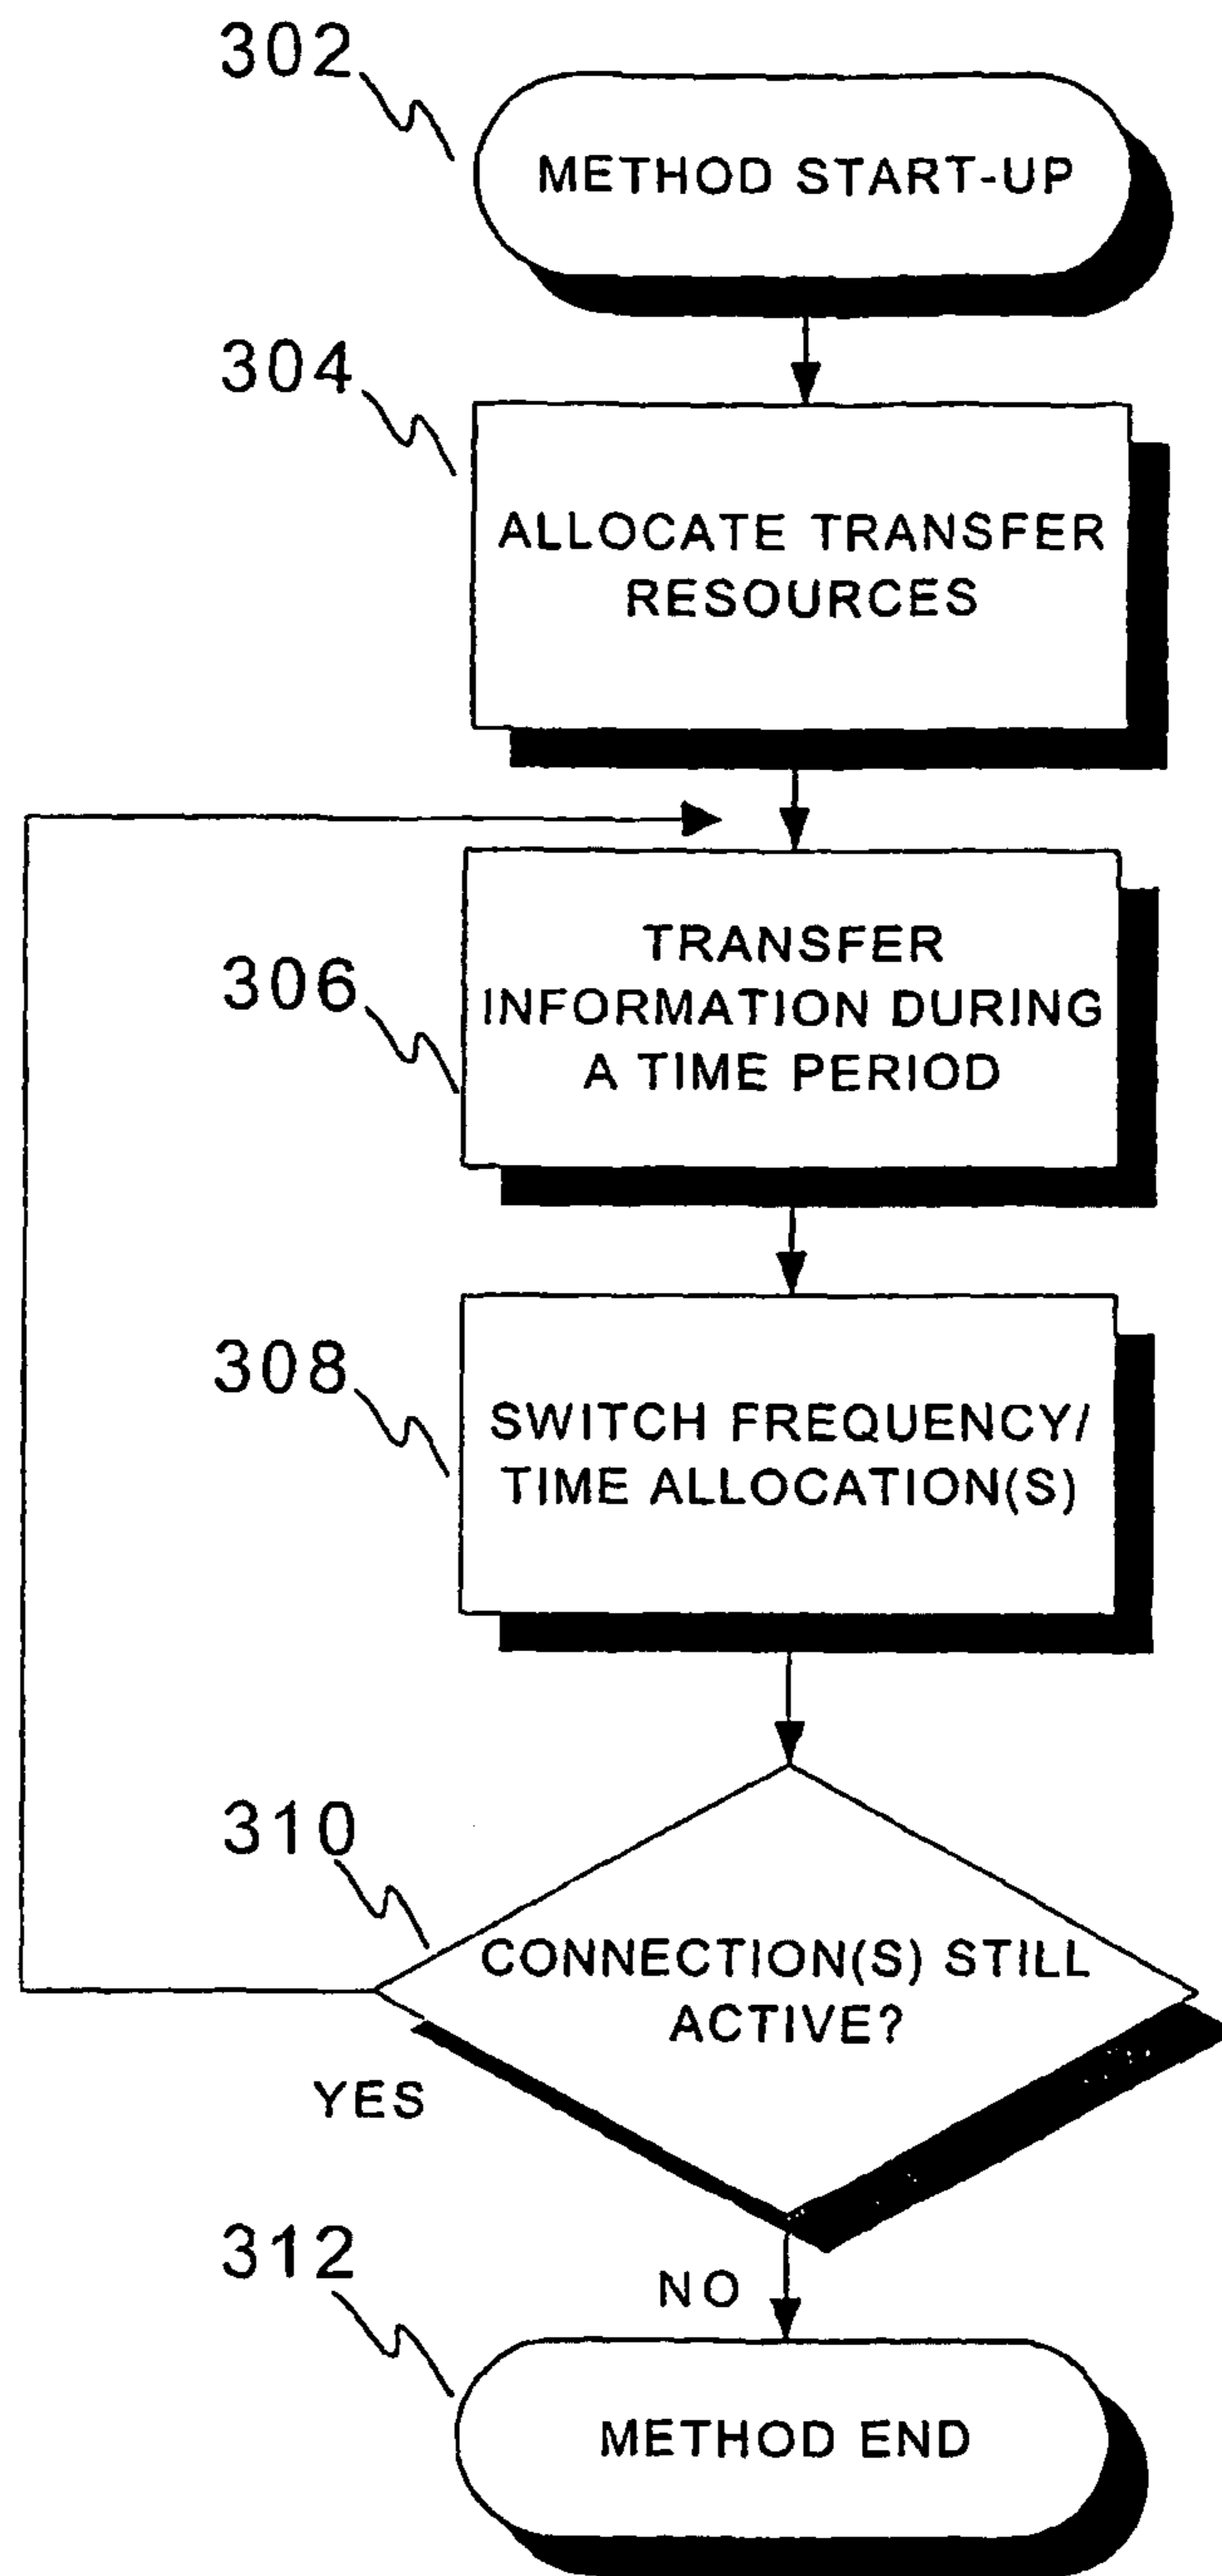 302
METHOD START-UP
304
ALLOCATE TRANSFER
RESOURCES
306
TRANSFER
INFORMATION DURING
A TIME PERIOD
308
SWITCH FREQUENCY/
TIME ALLOCATION(S)
310
CONNECTION(S) STILL
ACTIVE?
YES
NO
312
METHOD END